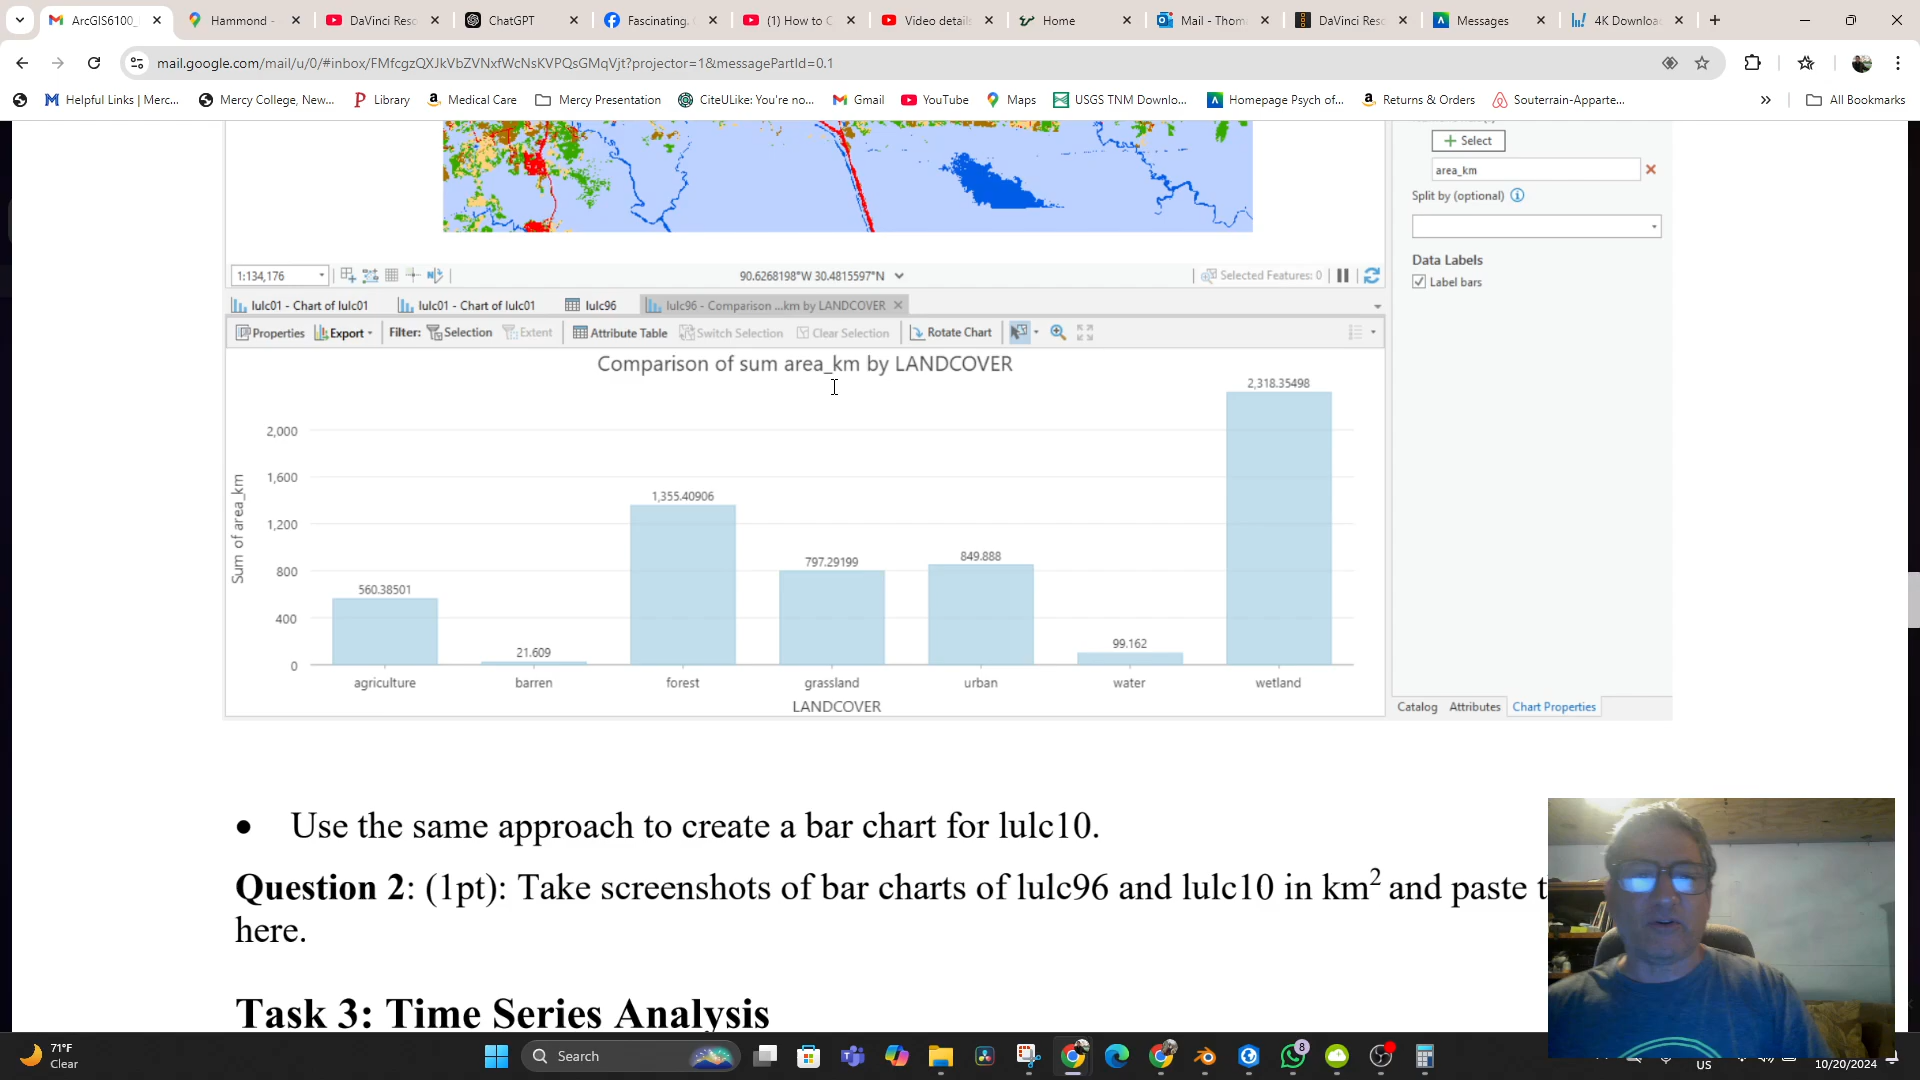 ArcGIS6100_
Hammond -
DaVinci Reso
ChatGPT
Fascinating.
(1) How to C
Video details
Home
Mail - Thom
DaVinci Reso
Messages
4K Download
mail.google.com/mail/u/0/#inbox/FMfcgzQXJkVbZVNxfWcNsKVPQsGMqVjt?projector=1&messagePartId=0.1
Helpful Links | Merc...
Mercy College, New...
Library
Medical Care
Mercy Presentation
CiteULike: You're no...
Gmail
YouTube
Maps
USGS TNM Downlo...
Homepage Psych of...
Returns & Orders
Souterrain-Apparte...
All Bookmarks
Select
area_km
Split by (optional)
Data Labels
Label bars
1:134,176
90.6268198°W 30.4815597°N
Selected Features: 0
lulc01 - Chart of lulc01
lulc01 - Chart of lulc01
lulc96
lulc96 - Comparison ...km by LANDCOVER
Properties
Export
Filter:
Selection
Extent
Attribute Table
Switch Selection
Clear Selection
Rotate Chart
Comparison of sum area_km by LANDCOVER
Sum of area_km
2,000
1,600
1,200
800
400
0
560.38501
21.609
1,355.40906
797.29199
849.888
99.162
2,318.35498
agriculture
barren
forest
grassland
urban
water
wetland
LANDCOVER
Catalog
Attributes
Chart Properties
• Use the same approach to create a bar chart for lulc10.
Question 2: (1pt): Take screenshots of bar charts of lulc96 and lulc10 in km² and paste t
here.
Task 3: Time Series Analysis
71°F
Clear
Search
8
US
10/20/2024